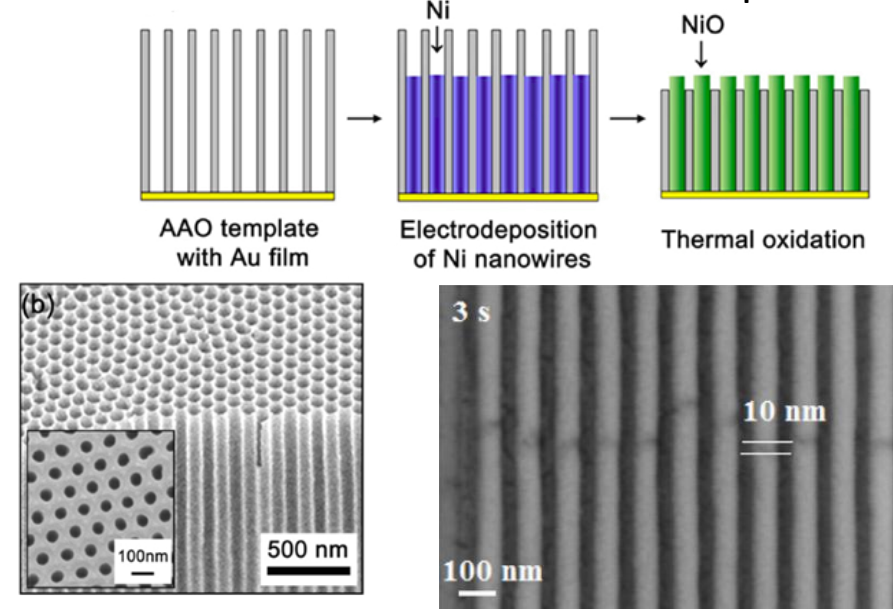 Ni
NiO
AAO template
with Au film
Electrodeposition
of Ni nanowires
Thermal oxidation
(b)
100nm
500 nm
3 s
10 nm
100 nm